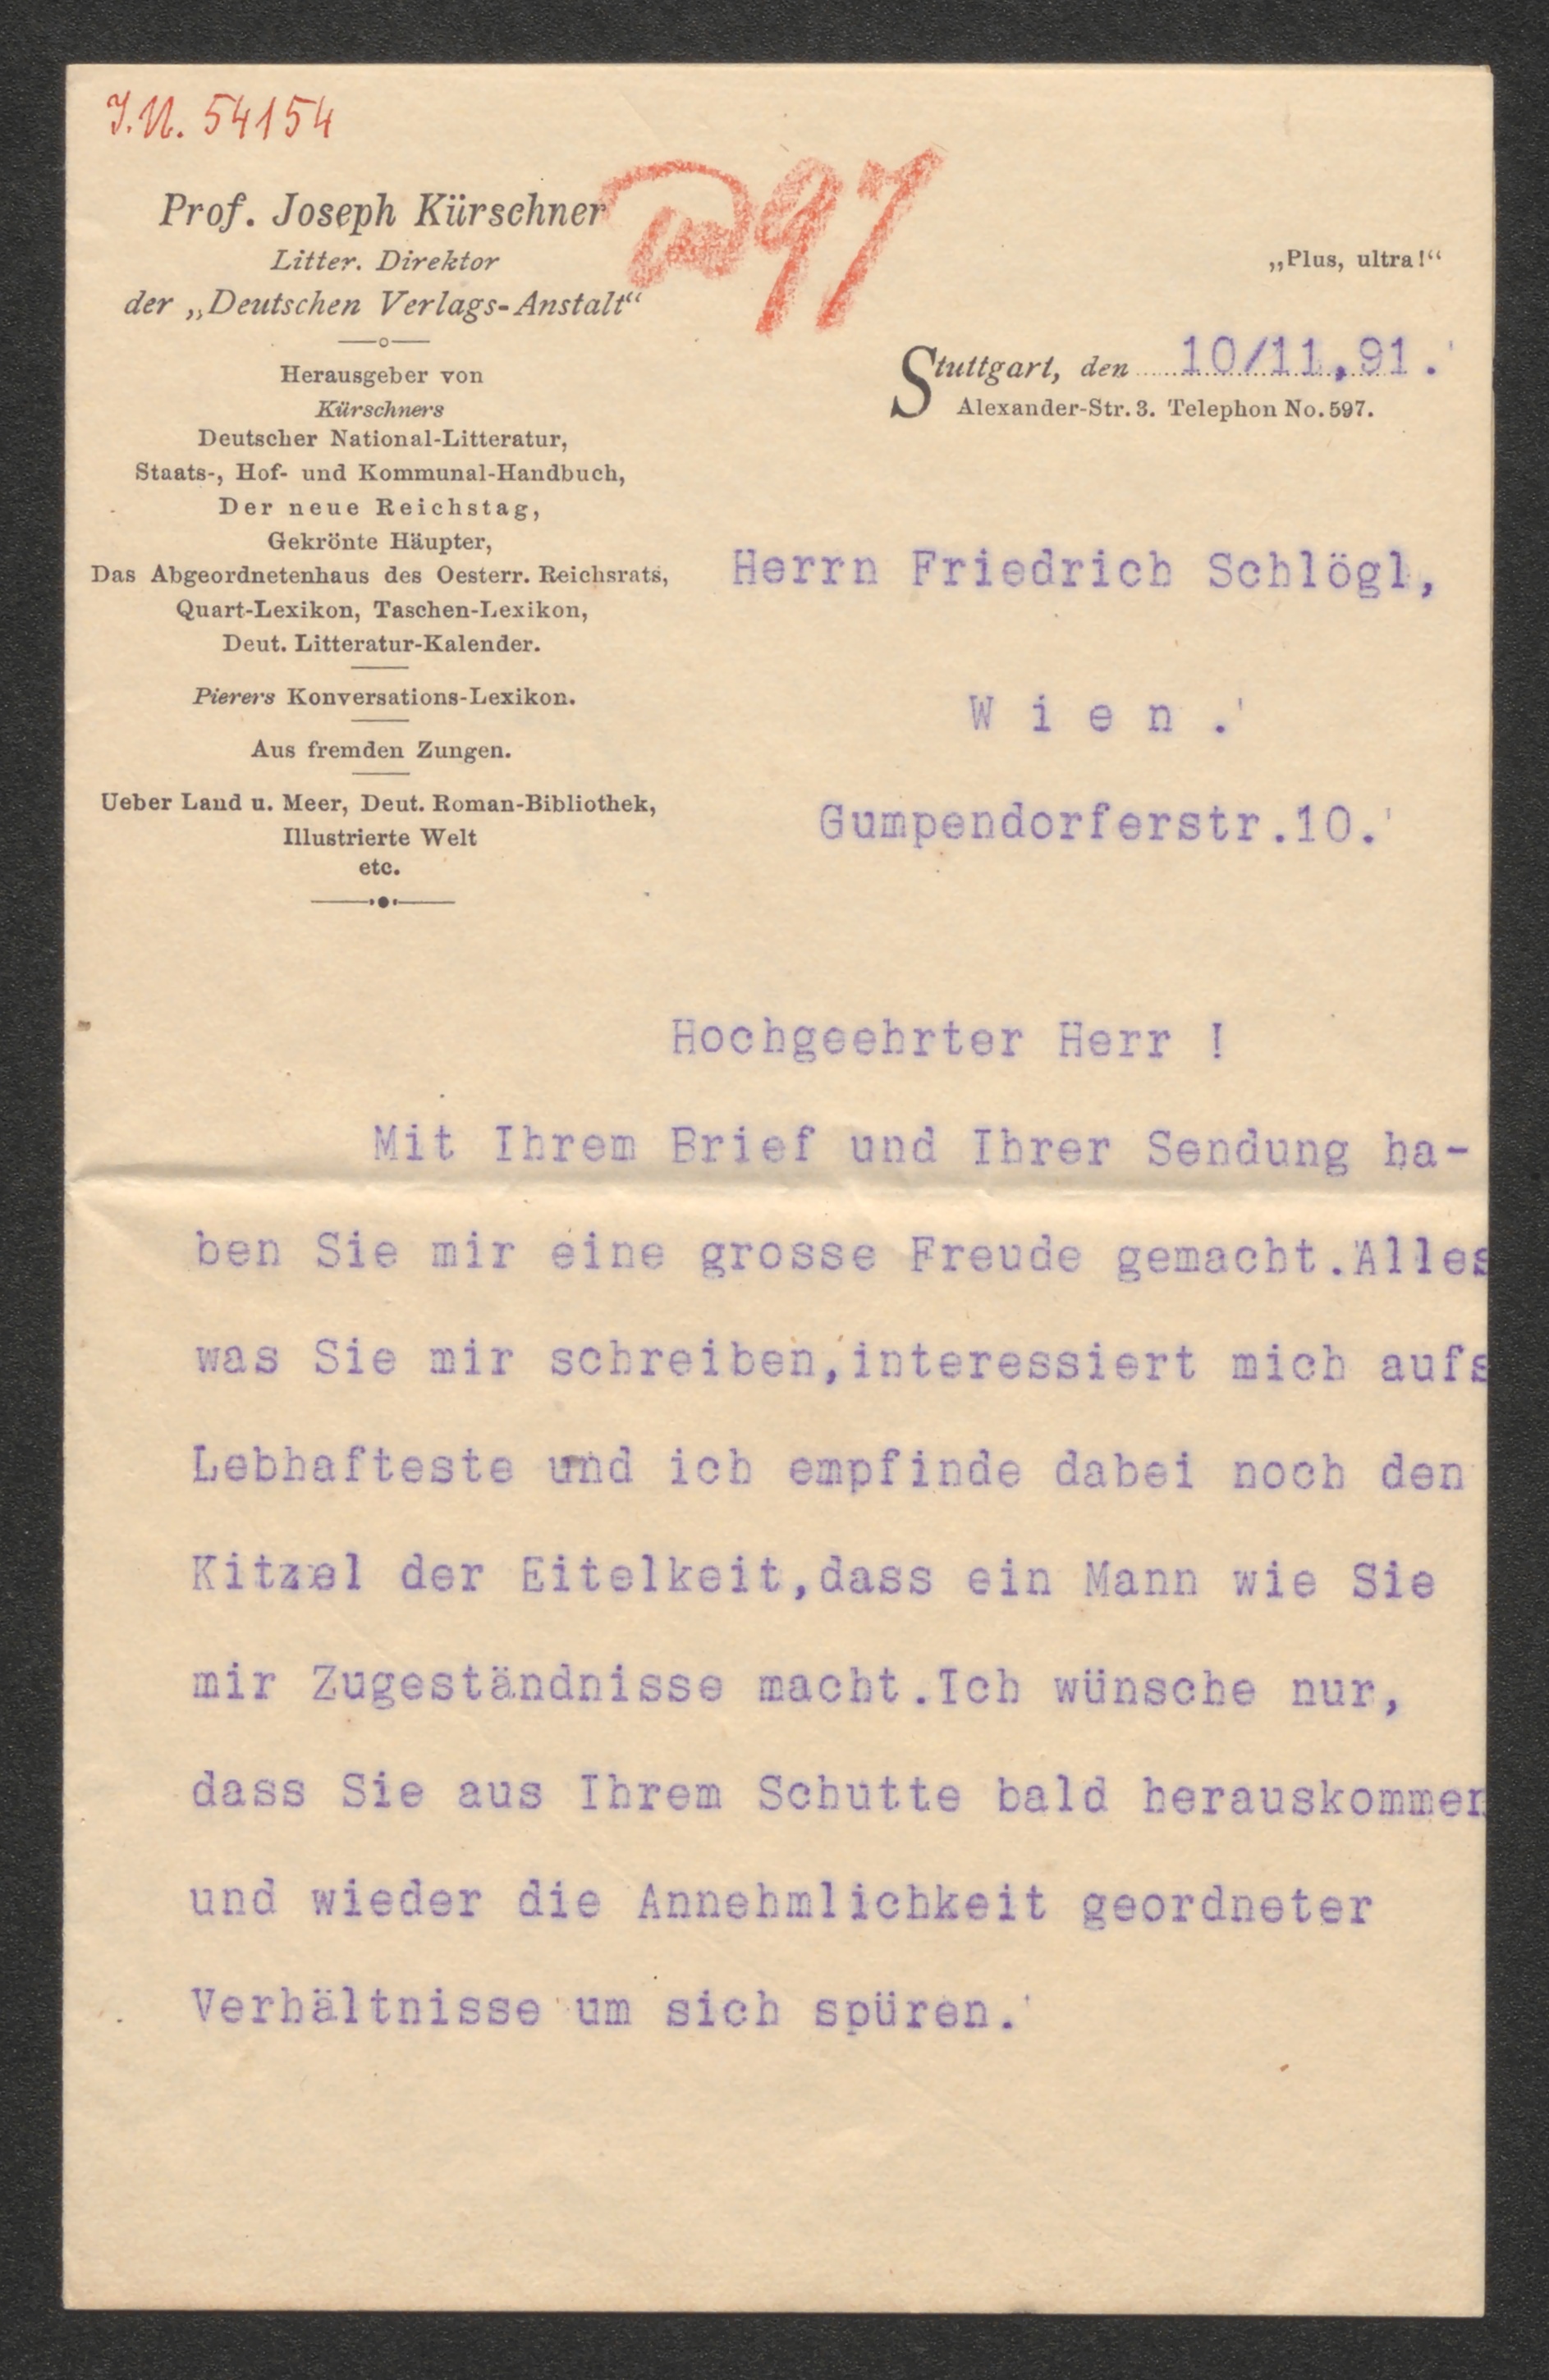 J.N. 54154
97
Prof. Joseph Kürschner
Litter. Direktor
der „Deutschen Verlags-Anstalt“
Herausgeber von
Kürschners
Deutscher National-Litteratur,
Staats-, Hof- und Kommunal-Handbuch,
Der neue Reichstag,
Gekrönte Häupter,
Das Abgeordnetenhaus des Oesterr. Reichsrats,
Quart-Lexikon, Taschen-Lexikon,
Deut. Litteratur-Kalender.
Pierers Konversations-Lexikon.
Aus fremden Zungen.
Ueber Land u. Meer, Deut. Roman-Bibliothek,
Illustrierte Welt
etc.
„Plus, ultra!“
Stuttgart, den 10/11,91.
Alexander-Str. 3. Telephon No. 597.
Herrn Friedrich Schlögl,
W i e n .
Gumpendorferstr.10.
Hochgeehrter Herr !
Mit Ihrem Brief und Ihrer Sendung ha-
ben Sie mir eine grosse Freude gemacht. Alles
was Sie mir schreiben, interessiert mich aufs
Lebhafteste und ich empfinde dabei noch den
Kitzel der Eitelkeit,dass ein Mann wie Sie
mir Zugeständnisse macht.Ich wünsche nur,
dass Sie aus Ihrem Schutte bald herauskommen
und wieder die Annehmlichkeit geordneter
Verhältnisse um sich spüren.